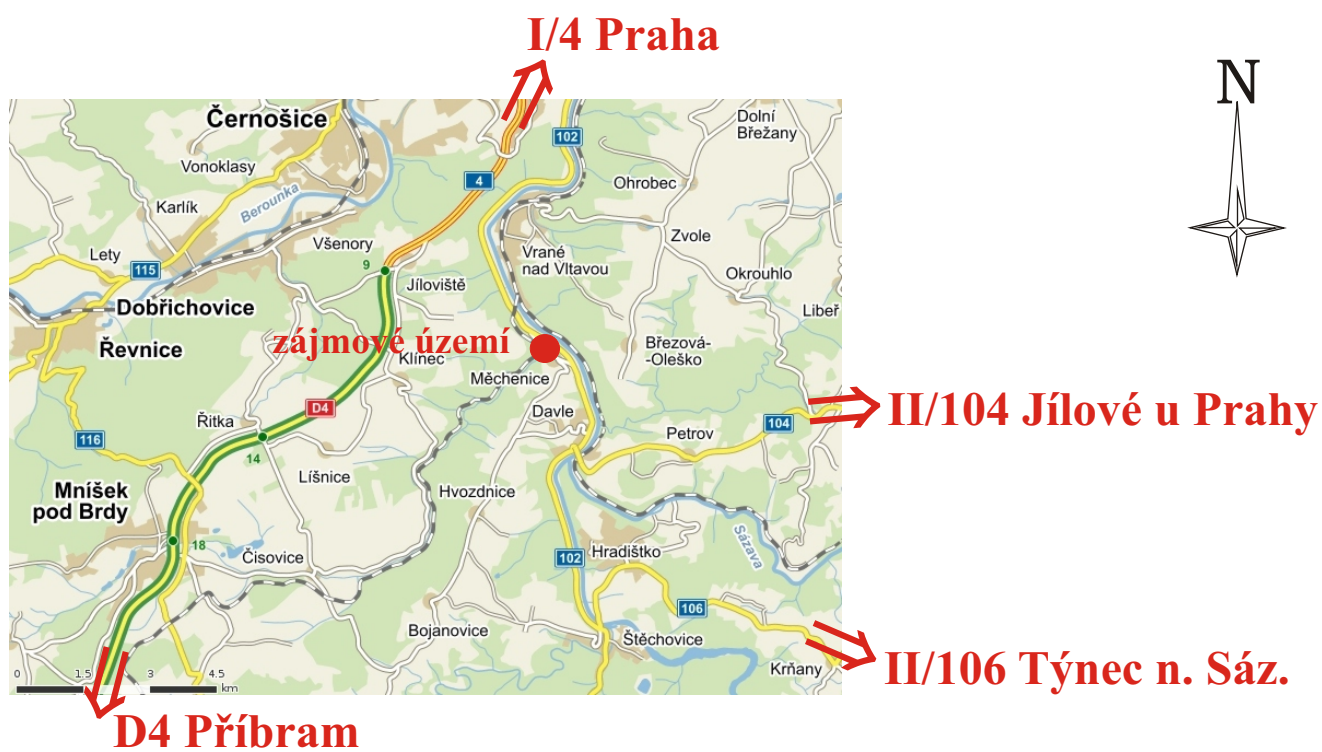 I/4 Praha
N
Černošice
Dolní
Břežany
102
Vonoklasy
4
Ohrobec
Karlík
Berounka
Všenory
Zvole
Lety
115
9
Vrané
nad Vltavou
Okrouhlo
Jíloviště
Dobřichovice
Libeř
Řevnice
zájmové území
Klínec
Březová-
-Oleško
Měchenice
D4
Davle
II/104 Jílové u Prahy
Řitka
104
116
14
Petrov
Líšnice
Mníšek
pod Brdy
Hvozdnice
18
Sázava
Čisovice
102
Hradištko
106
Bojanovice
Štěchovice
Krňany
II/106 Týnec n. Sáz.
0 1.5 3 4.5
km
D4 Příbram